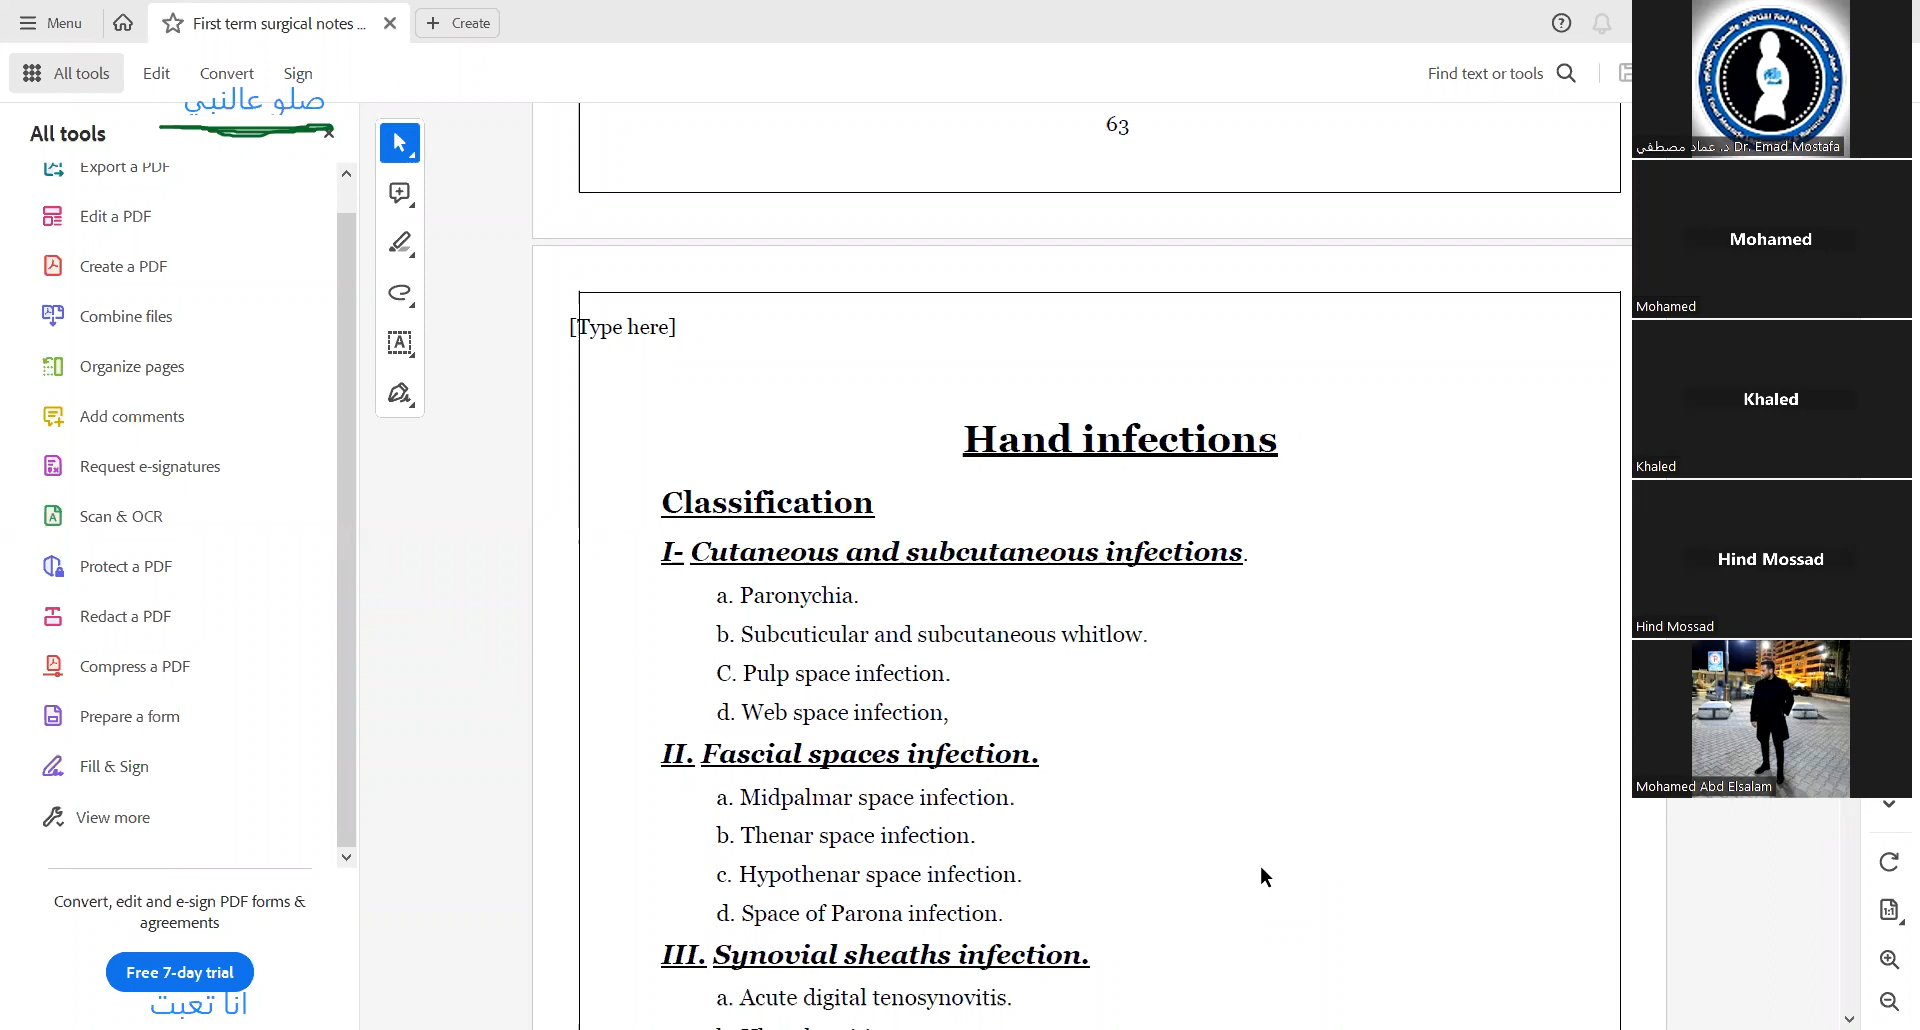 Menu
First term surgical notes ...
Create
All tools
Edit
Convert
Sign
Find text or tools
صلو عالنبي
All tools
Export a PDF
Edit a PDF
Create a PDF
Combine files
Organize pages
Add comments
Request e-signatures
Scan & OCR
Protect a PDF
Redact a PDF
Compress a PDF
Prepare a form
Fill & Sign
View more
Convert, edit and e-sign PDF forms &
agreements
Free 7-day trial
انا تعبت
63
[Type here]
Hand infections
Classification
I- Cutaneous and subcutaneous infections.
a. Paronychia.
b. Subcuticular and subcutaneous whitlow.
C. Pulp space infection.
d. Web space infection,
II. Fascial spaces infection.
a. Midpalmar space infection.
b. Thenar space infection.
c. Hypothenar space infection.
d. Space of Parona infection.
III. Synovial sheaths infection.
a. Acute digital tenosynovitis.
د. عماد مصطفي Dr. Emad Mostafa
Mohamed
Mohamed
Khaled
Khaled
Hind Mossad
Hind Mossad
Mohamed Abd Elsalam